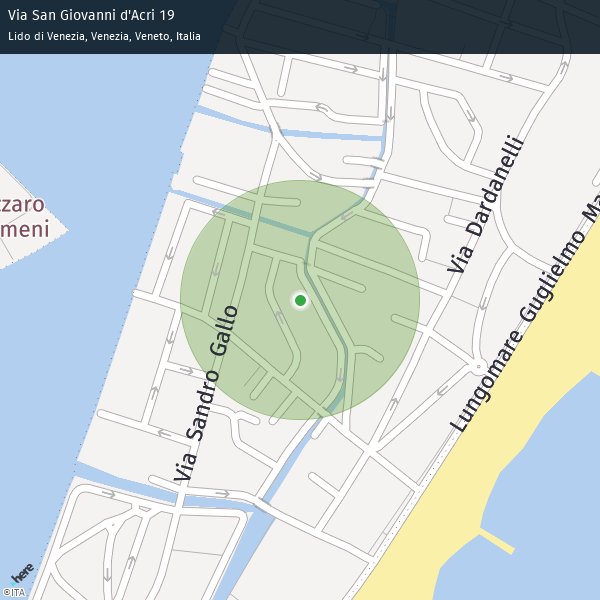 Via San Giovanni d'Acri 19
Lido di Venezia, Venezia, Veneto, Italia
Via Dardanelli
zzaro
meni
Lungomare Guglielmo Ma
Via Sandro Gallo
here
©ITA